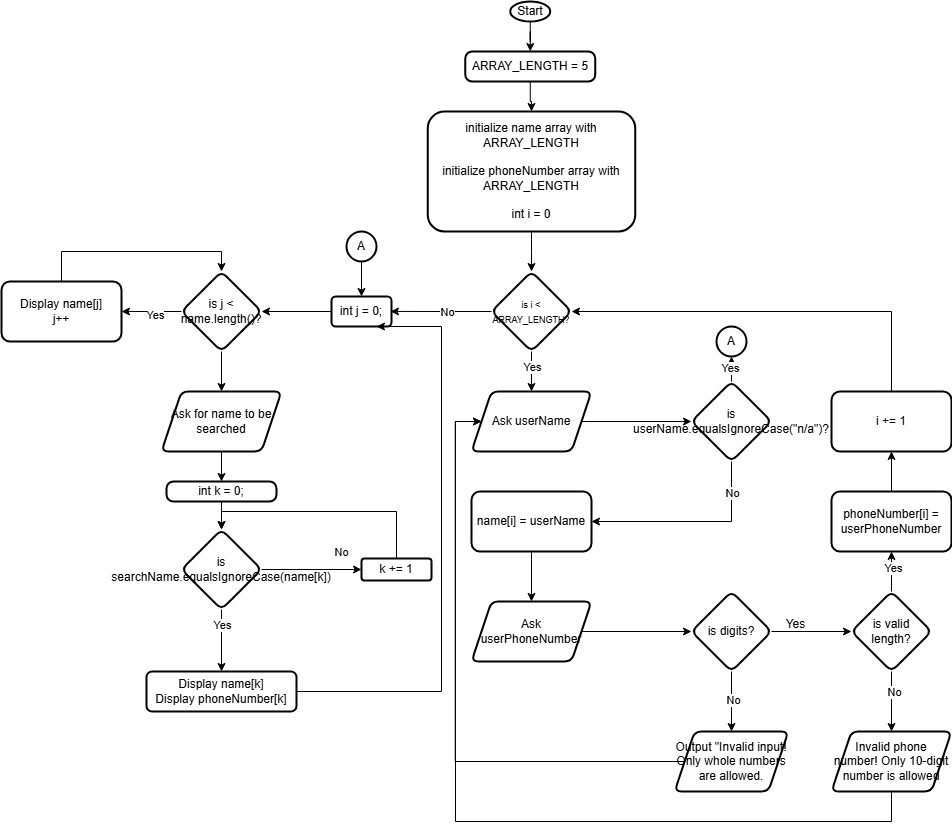 Start
ARRAY_LENGTH = 5
initialize name array with
ARRAY_LENGTH
initialize phoneNumber array with
ARRAY_LENGTH
int i = 0
A
is j <
name.length()?
Display name[j]
j++
Yes
int j = 0;
No
is i <
ARRAY_LENGTH?
Yes
A
Yes
Ask for name to be
searched
Ask userName
is
userName.equalsIgnoreCase("n/a")?
i += 1
int k = 0;
No
name[i] = userName
phoneNumber[i] =
userPhoneNumber
is
searchName.equalsIgnoreCase(name[k])
No
k += 1
Yes
Yes
Ask
userPhoneNumber
is digits?
Yes
is valid
length?
Display name[k]
Display phoneNumber[k]
No
No
Output "Invalid input!
Only whole numbers
are allowed.
Invalid phone
number! Only 10-digit
number is allowed